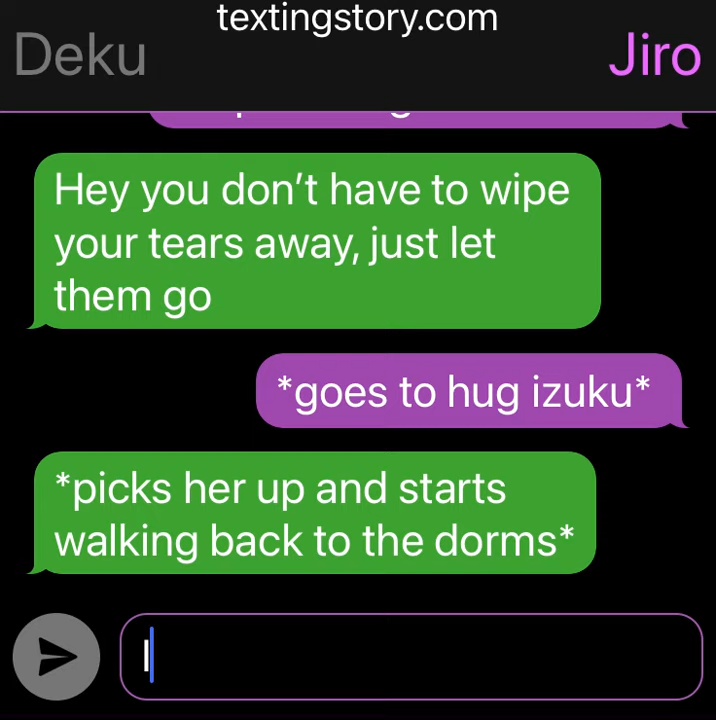 textingstory.com
Deku
Jiro
Hey you don’t have to wipe
your tears away, just let
them go
*goes to hug izuku*
*picks her up and starts
walking back to the dorms*
I